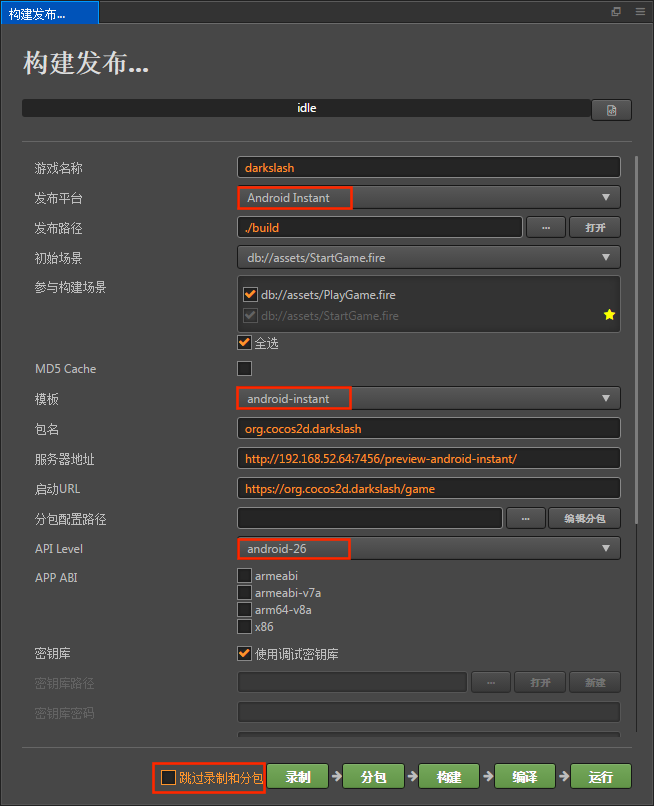 构建发布...
构建发布...
idle
游戏名称 darkslash
发布平台 Android Instant
发布路径 ./build ... 打开
初始场景 db://assets/StartGame.fire
参与构建场景 db://assets/PlayGame.fire
db://assets/StartGame.fire
全选
MD5 Cache
模板 android-instant
包名 org.cocos2d.darkslash
服务器地址 http://192.168.52.64:7456/preview-android-instant/
启动URL https://org.cocos2d.darkslash/game
分包配置路径 ... 编辑分包
API Level android-26
APP ABI armeabi
armeabi-v7a
arm64-v8a
x86
密钥库 使用调试密钥库
密钥库路径 ... 打开 新建
密钥库密码
跳过录制和分包 录制 分包 构建 编译 运行